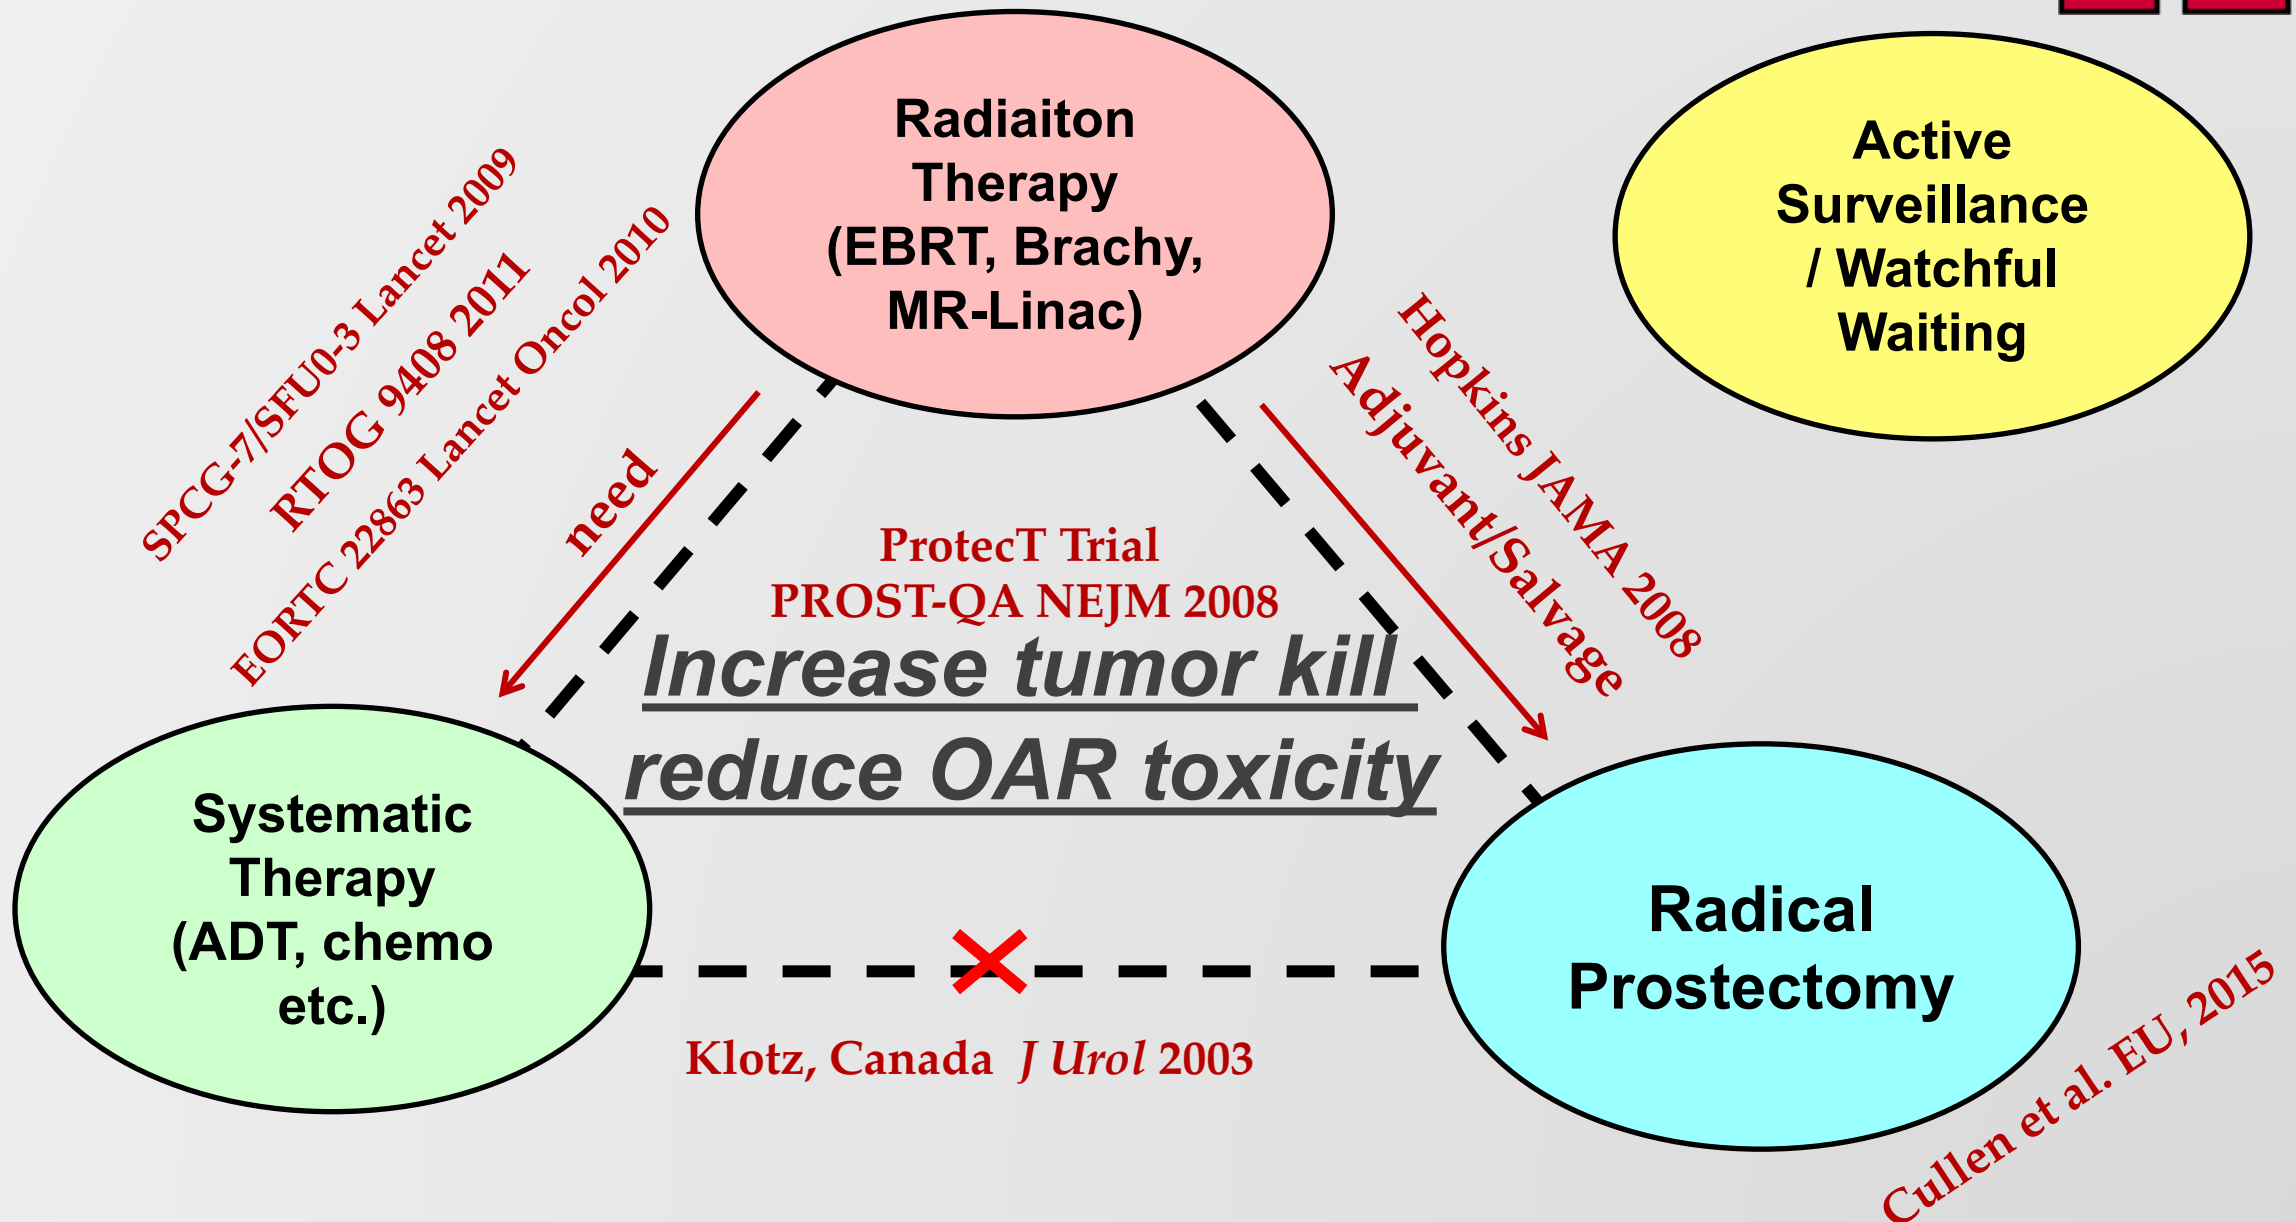 Radiaiton
Therapy
(EBRT, Brachy,
MR-Linac)
Active
Surveillance
/ Watchful
Waiting
SPCG-7/SFU0-3 Lancet 2009
RTOG 9408 2011
EORTC 22863 Lancet Oncol 2010
need
Hopkins JAMA 2008
Adjuvant/Salvage
ProtecT Trial
PROST-QA NEJM 2008
Increase tumor kill
reduce OAR toxicity
Systematic
Therapy
(ADT, chemo
etc.)
Radical
Prostectomy
Klotz, Canada J Urol 2003
Cullen et al. EU, 2015